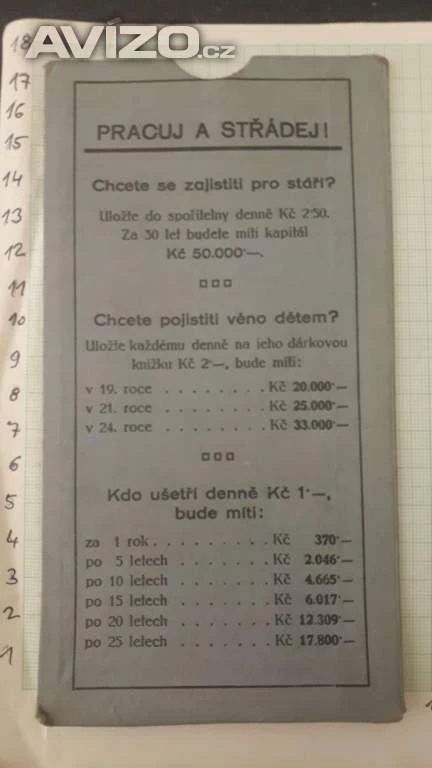 AVÍZO.cz
PRACUJ A STŘÁDEJ!
Chcete se zajistiti pro stáří?
Uložte do spořitelny denně Kč 2·50.
Za 30 let budete míti kapitál
Kč 50.000·—.
Chcete pojistiti věno dětem?
Uložte každému denně na jeho dárkovou
knížku Kč 2·—, bude míti:
v 19. roce . . . . . . . . Kč 20.000·—
v 21. roce . . . . . . . . Kč 25.000·—
v 24. roce . . . . . . . . Kč 33.000·—
Kdo ušetří denně Kč 1·—,
bude míti:
za 1 rok . . . . . . . . . Kč 370·—
po 5 letech . . . . . . . Kč 2.046·—
po 10 letech . . . . . . . Kč 4.665·—
po 15 letech . . . . . . . Kč 6.017·—
po 20 letech . . . . . . . Kč 12.309·—
po 25 letech . . . . . . . Kč 17.800·—
18
17
16
15
14
13
12
11
10
9
8
7
6
5
4
3
2
1